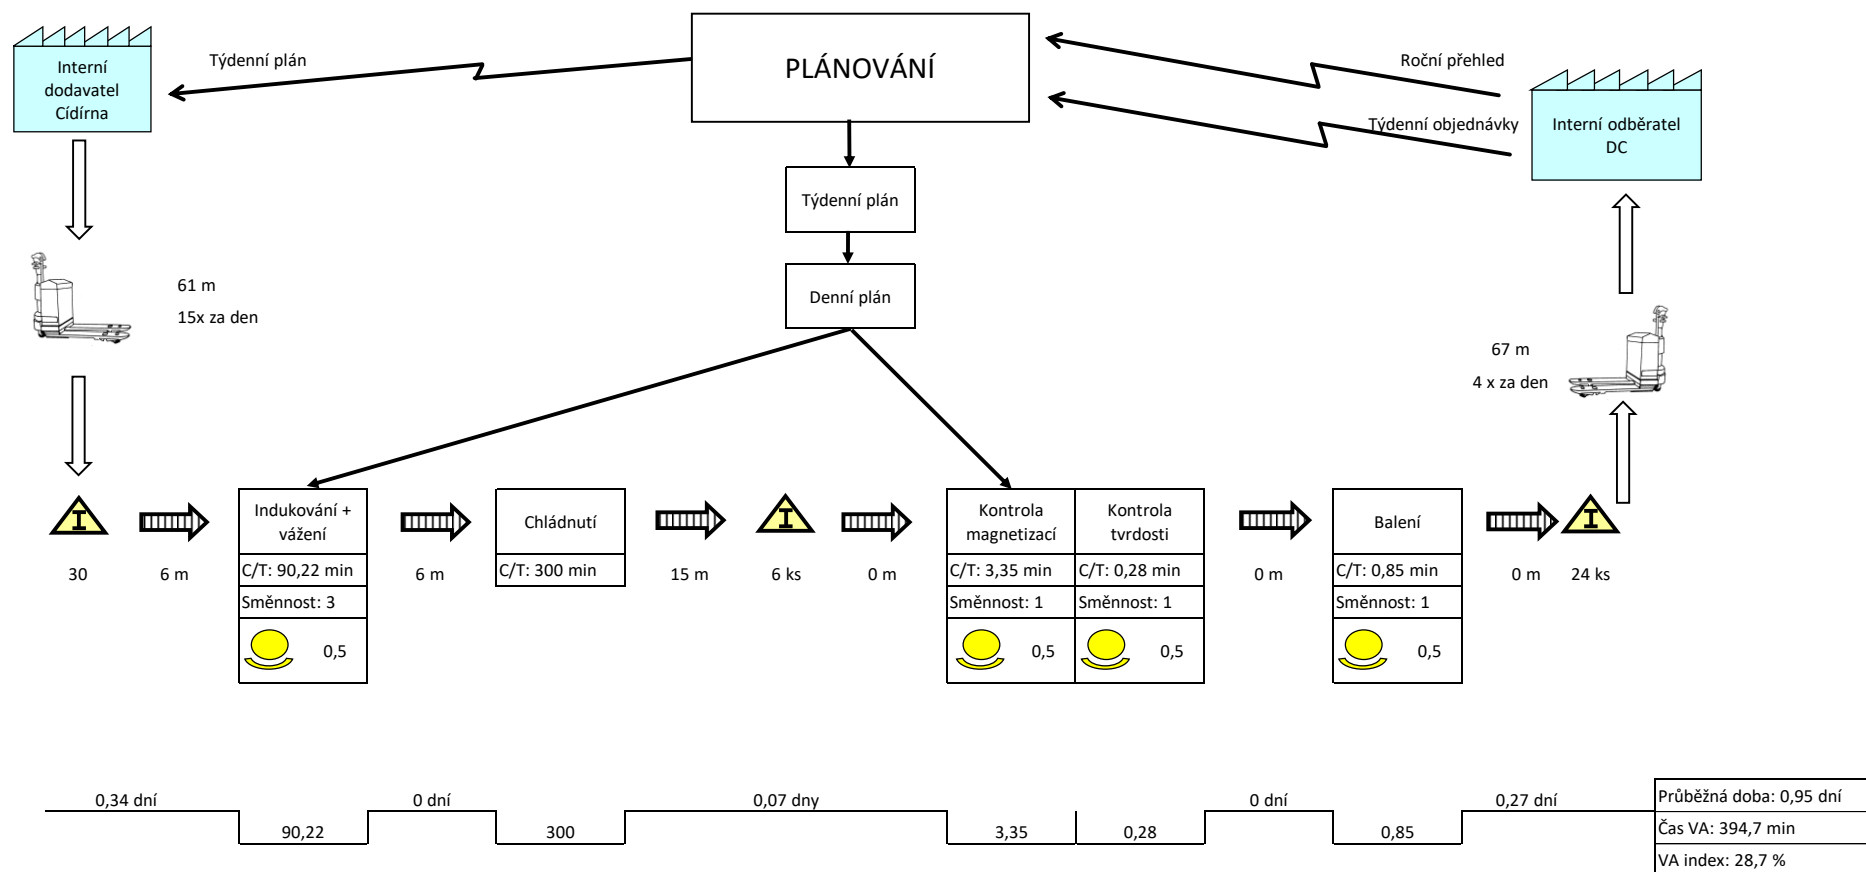 Interní
dodavatel
Cídírna
Týdenní plán
PLÁNOVÁNÍ
Roční přehled
Týdenní objednávky
Interní odběratel
DC
Týdenní plán
Denní plán
61 m
15x za den
67 m
4 x za den
I
30
6 m
Indukování +
vážení
C/T: 90,22 min
Směnnost: 3
0,5
6 m
Chládnutí
C/T: 300 min
15 m
I
6 ks
0 m
Kontrola
magnetizací
C/T: 3,35 min
Směnnost: 1
0,5
Kontrola
tvrdosti
C/T: 0,28 min
Směnnost: 1
0,5
0 m
Balení
C/T: 0,85 min
Směnnost: 1
0,5
0 m
I
24 ks
0,34 dní
90,22
0 dní
300
0,07 dny
3,35
0,28
0 dní
0,85
0,27 dní
Průběžná doba: 0,95 dní
Čas VA: 394,7 min
VA index: 28,7 %